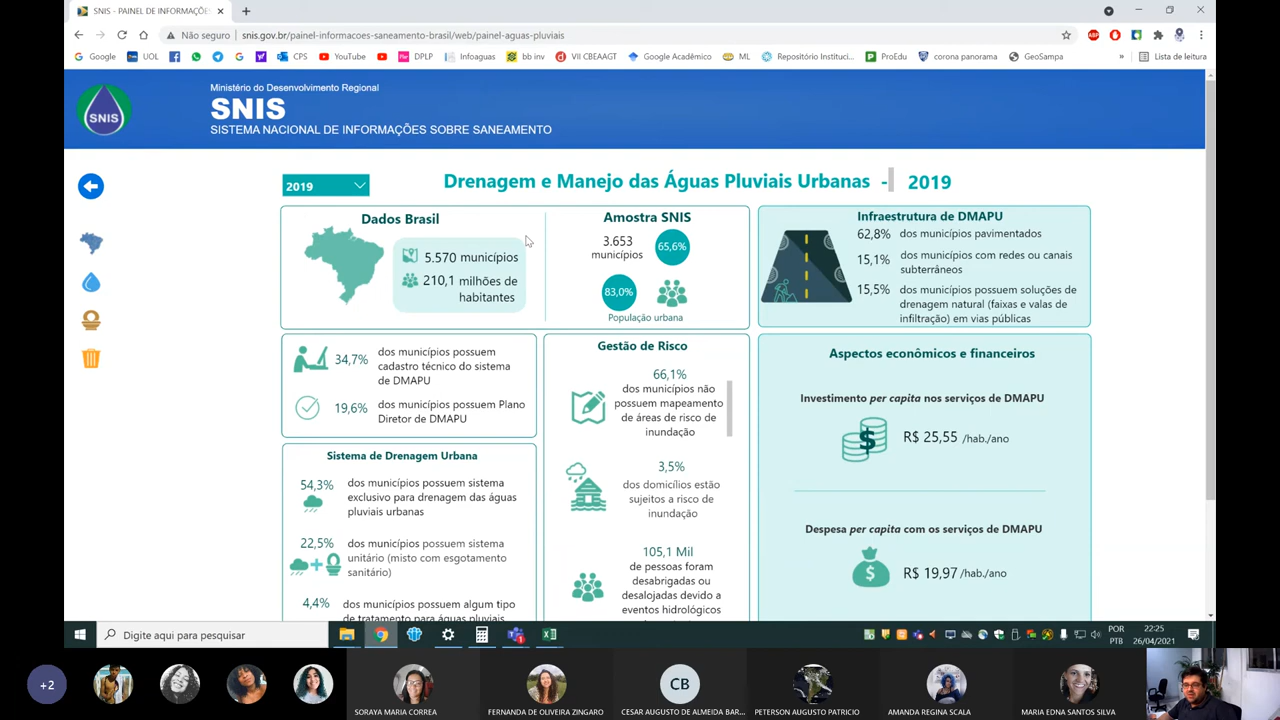 SNIS - PAINEL DE INFORMAÇÕES
Não seguro
snis.gov.br/painel-informacoes-saneamento-brasil/web/painel-aguas-pluviais
Google
UOL
CPS
YouTube
DPLP
Infoaguas
bb inv
VII CBEAAGT
Google Acadêmico
ML
Repositório Instituci...
ProEdu
corona panorama
GeoSampa
»
Lista de leitura
SNIS
Ministério do Desenvolvimento Regional
SNIS
SISTEMA NACIONAL DE INFORMAÇÕES SOBRE SANEAMENTO
2019
Drenagem e Manejo das Águas Pluviais Urbanas - 2019
Dados Brasil
5.570 municípios
210,1 milhões de
habitantes
Amostra SNIS
3.653
municípios
65,6%
83,0%
População urbana
Infraestrutura de DMAPU
62,8% dos municípios pavimentados
15,1% dos municípios com redes ou canais
subterrâneos
15,5% dos municípios possuem soluções de
drenagem natural (faixas e valas de
infiltração) em vias públicas
34,7% dos municípios possuem
cadastro técnico do sistema
de DMAPU
19,6% dos municípios possuem Plano
Diretor de DMAPU
Sistema de Drenagem Urbana
54,3% dos municípios possuem sistema
exclusivo para drenagem das águas
pluviais urbanas
22,5% dos municípios possuem sistema
unitário (misto com esgotamento
sanitário)
4,4% dos municípios possuem algum tipo
de tratamento para águas pluviais
Gestão de Risco
66,1%
dos municípios não
possuem mapeamento
de áreas de risco de
inundação
3,5%
dos domicílios estão
sujeitos a risco de
inundação
105,1 Mil
de pessoas foram
desabrigadas ou
desalojadas devido a
eventos hidrológicos
Aspectos econômicos e financeiros
Investimento per capita nos serviços de DMAPU
R$ 25,55 /hab./ano
Despesa per capita com os serviços de DMAPU
R$ 19,97 /hab./ano
Digite aqui para pesquisar
POR
PTB
22:25
26/04/2021
+2
CB
SORAYA MARIA CORREA
FERNANDA DE OLIVEIRA ZINGARO
CESAR AUGUSTO DE ALMEIDA BAR...
PETERSON AUGUSTO PATRICIO
AMANDA REGINA SCALA
MARIA EDNA SANTOS SILVA